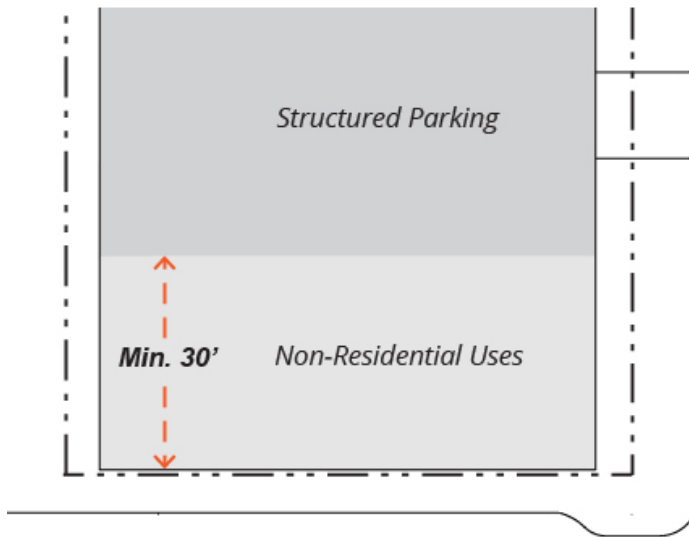 Structured Parking
Min. 30’
Non-Residential Uses